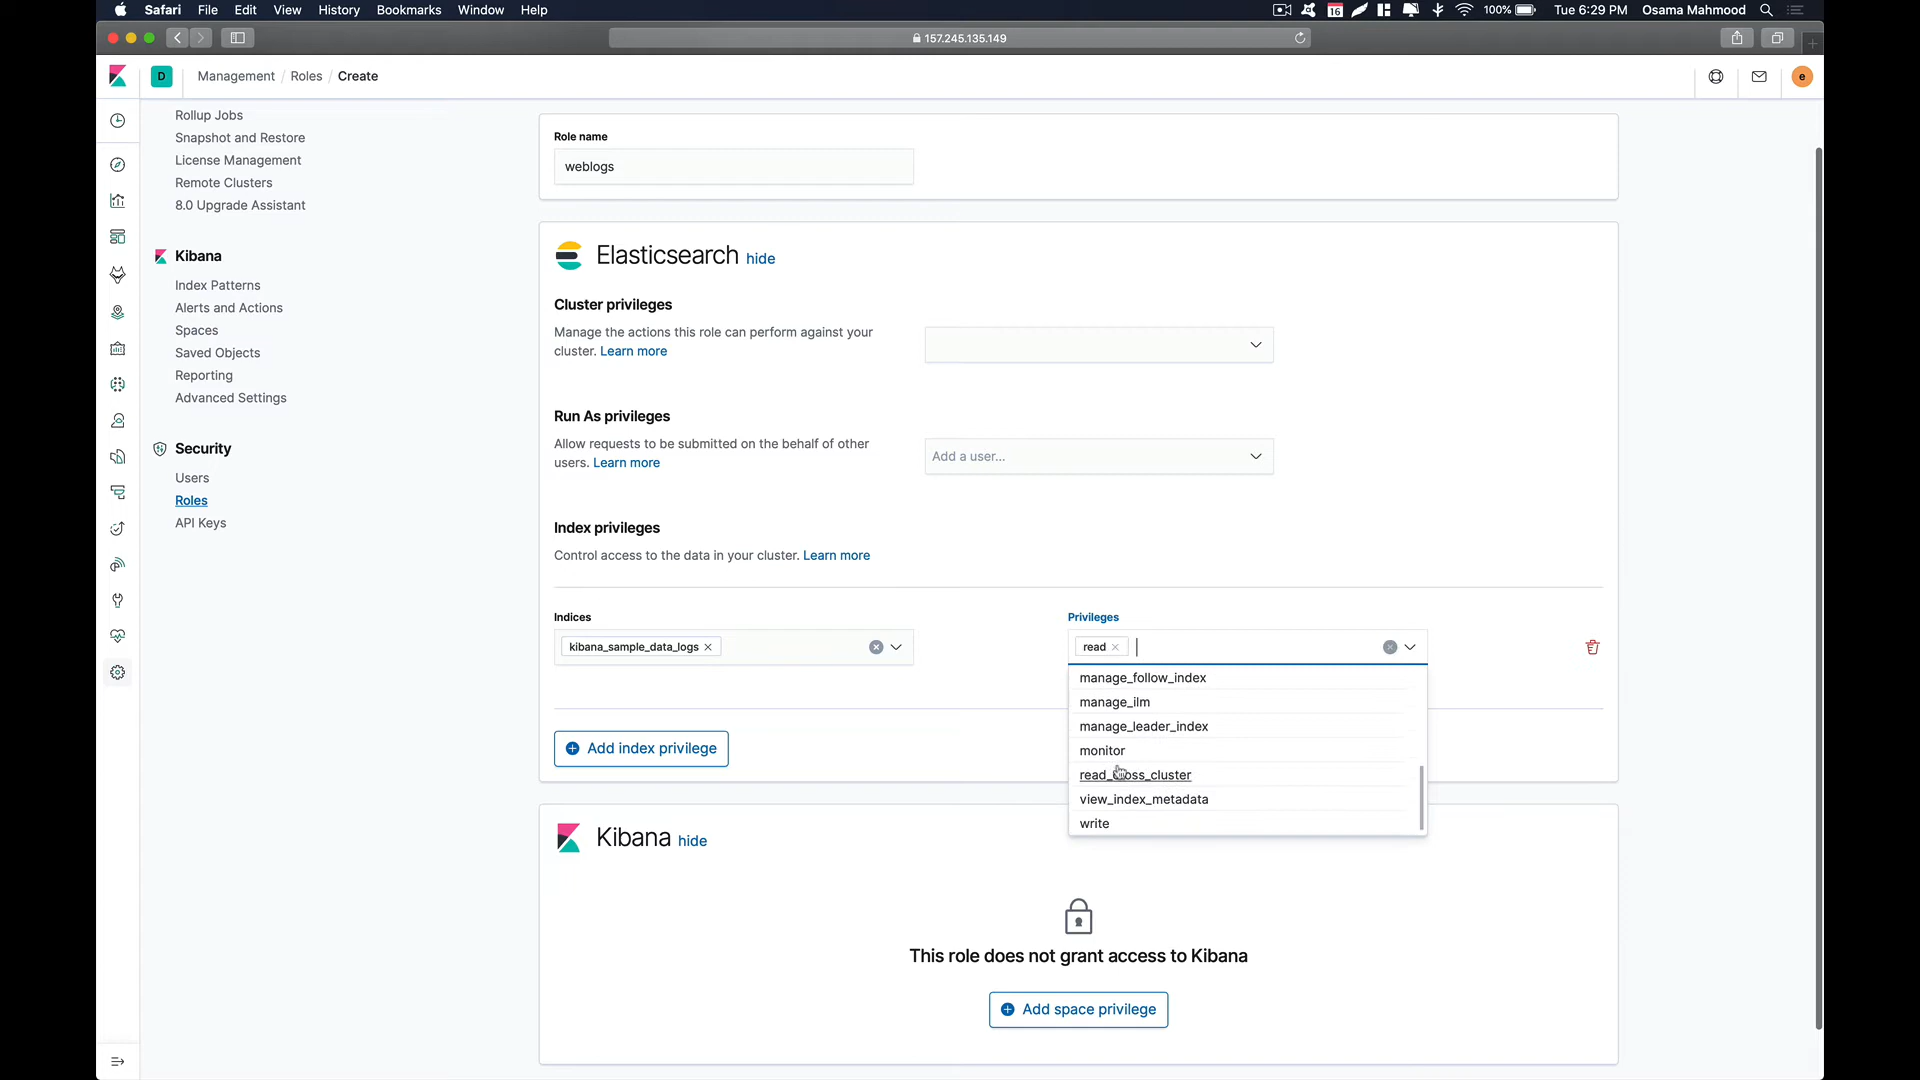 Safari File Edit View History Bookmarks Window Help
16 100% Tue 6:29 PM Osama Mahmood
157.245.135.149
D Management / Roles / Create
e
Rollup Jobs
Snapshot and Restore
License Management
Remote Clusters
8.0 Upgrade Assistant
Kibana
Index Patterns
Alerts and Actions
Spaces
Saved Objects
Reporting
Advanced Settings
Security
Users
Roles
API Keys
Role name
weblogs
Elasticsearch hide
Cluster privileges
Manage the actions this role can perform against your
cluster. Learn more
Run As privileges
Allow requests to be submitted on the behalf of other
users. Learn more
Add a user...
Index privileges
Control access to the data in your cluster. Learn more
Indices
kibana_sample_data_logs
Privileges
read
manage_follow_index
manage_ilm
manage_leader_index
monitor
read_cross_cluster
view_index_metadata
write
Add index privilege
Kibana hide
This role does not grant access to Kibana
Add space privilege